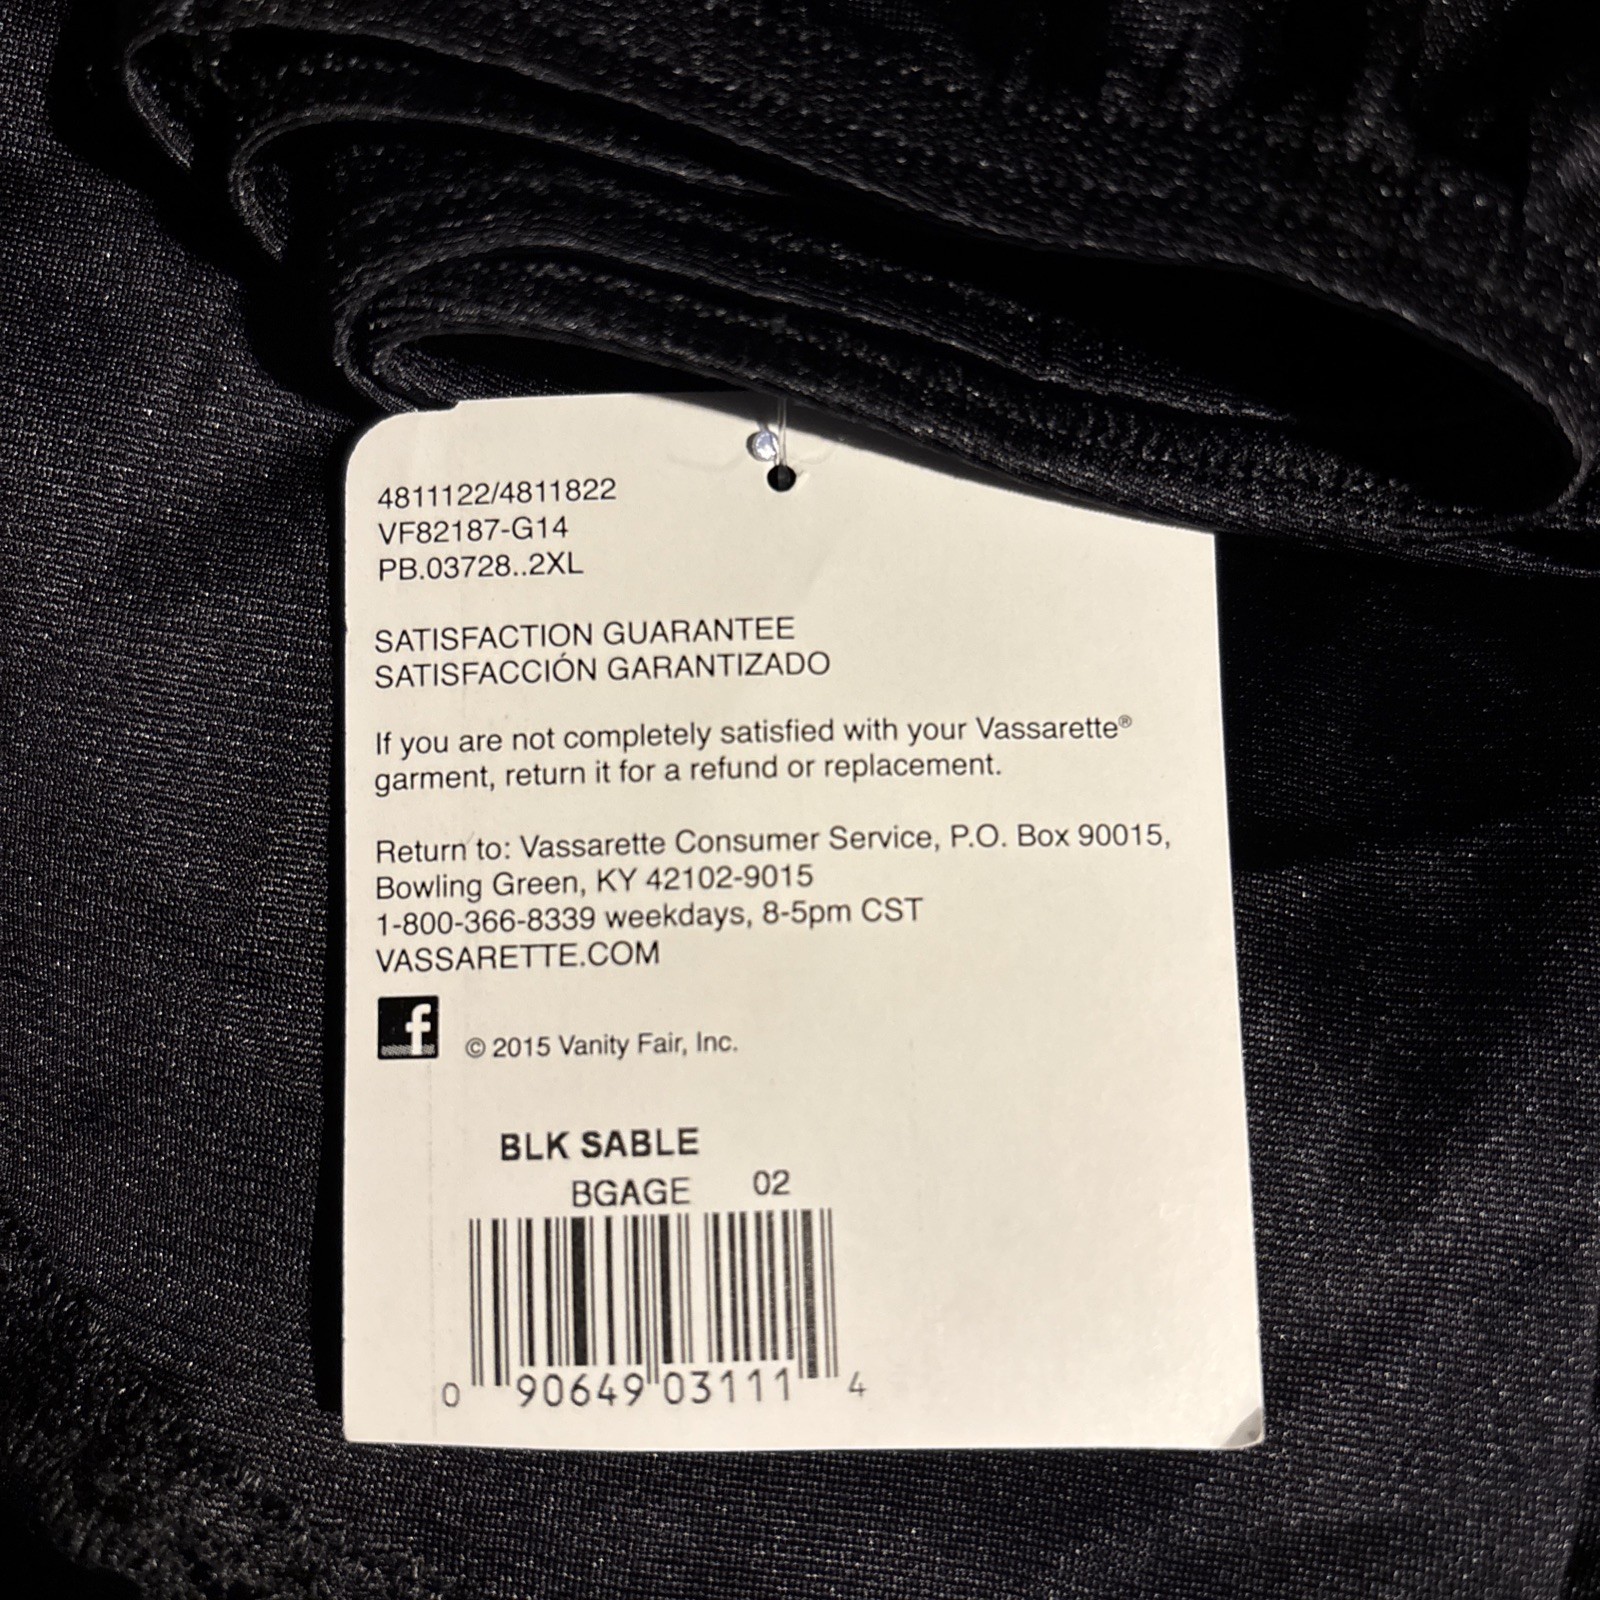 4811122/4811822
VF82187-G14
PB.03728..2XL
SATISFACTION GUARANTEE
SATISFACCIÓN GARANTIZADO
If you are not completely satisfied with your Vassarette®
garment, return it for a refund or replacement.
Return to: Vassarette Consumer Service, P.O. Box 90015,
Bowling Green, KY 42102-9015
1-800-366-8339 weekdays, 8-5pm CST
VASSARETTE.COM
f © 2015 Vanity Fair, Inc.
BLK SABLE
BGAGE 02
0 90649 03111 4